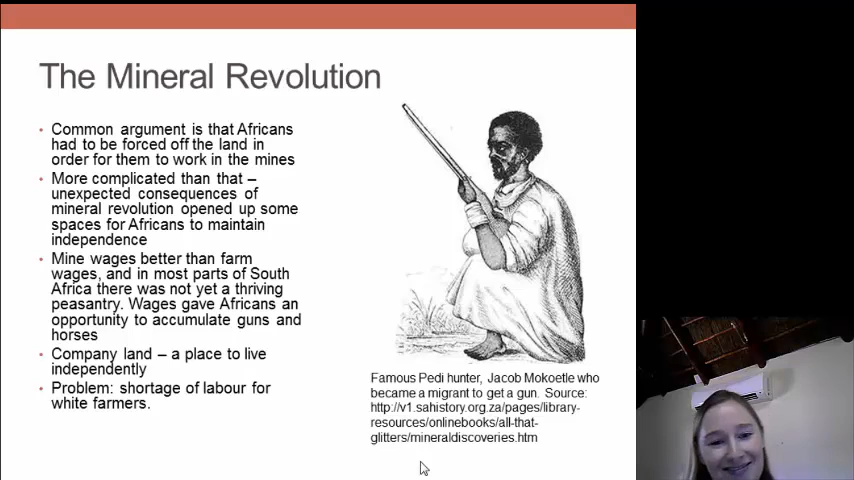 The Mineral Revolution
• Common argument is that Africans
had to be forced off the land in
order for them to work in the mines
• More complicated than that –
unexpected consequences of
mineral revolution opened up some
spaces for Africans to maintain
independence
• Mine wages better than farm
wages, and in most parts of South
Africa there was not yet a thriving
peasantry. Wages gave Africans an
opportunity to accumulate guns and
horses
• Company land – a place to live
independently
• Problem: shortage of labour for
white farmers.
Famous Pedi hunter, Jacob Mokoetle who
became a migrant to get a gun. Source:
http://v1.sahistory.org.za/pages/library-
resources/onlinebooks/all-that-
glitters/mineraldiscoveries.htm